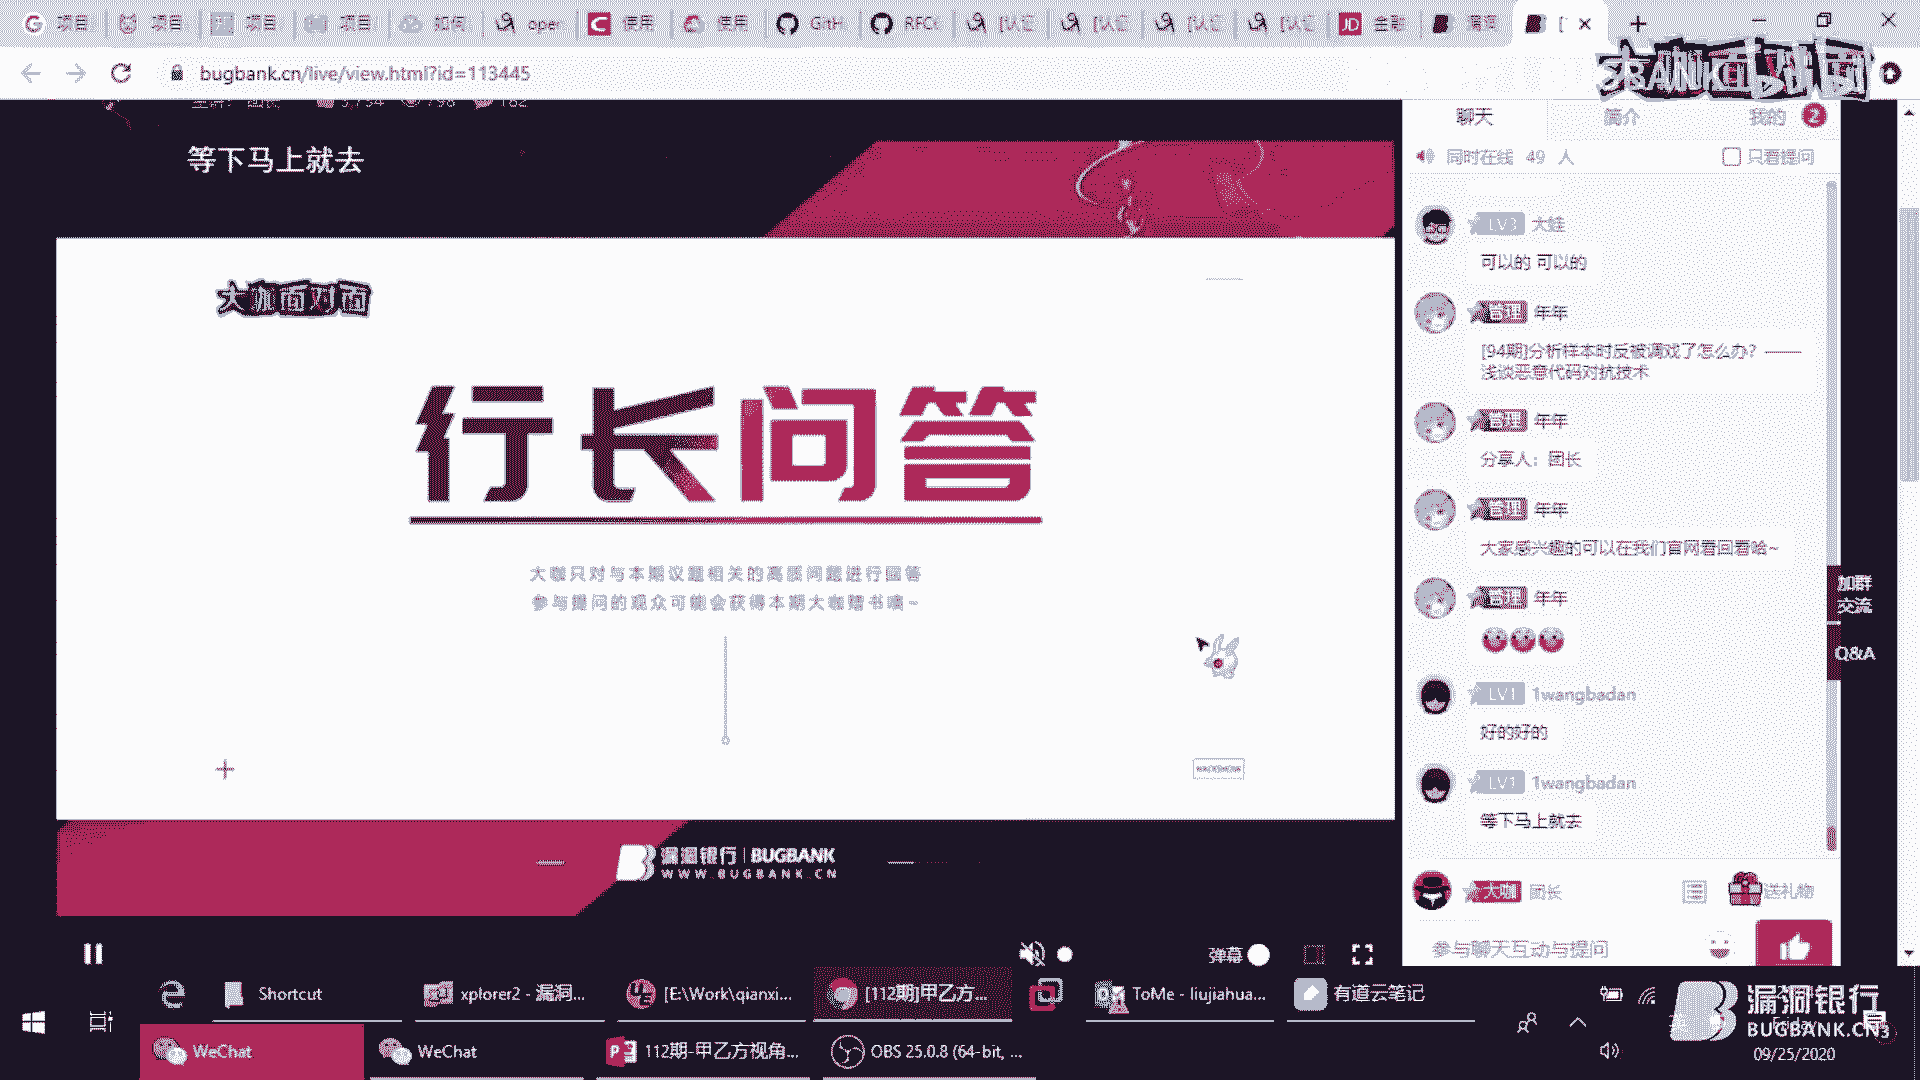 项目
项目
项目
项目
如何
ope
使用
使用
GitH
RFC
[认证
[认证
[认证
[认证
金融
漏洞
bugbank.cn/live/view.html?id=113445
BANK 大咖面对面
主讲: 团长 3,734 798 182
等下马上就去
大咖面对面
行长问答
大咖只对与本期议题相关的高质问题进行回答
参与提问的观众可能会获得本期大咖赠书哦~
漏洞银行 | BUGBANK
WWW.BUGBANK.CN
弹幕
聊天 简介 我的 2
同时在线 49 人 只看提问
LV3 大蛙
可以的 可以的
管理 年年
[94期]分析样本时反被调戏了怎么办? ——
浅谈恶意代码对抗技术
管理 年年
分享人: 团长
管理 年年
大家感兴趣的可以在我们官网看回看哈~
管理 年年
LV1 1wangbadan
好的好的
LV1 1wangbadan
等下马上就去
加群
交流
Q&A
大咖 团长 送礼物
参与聊天互动与提问
Shortcut
xplorer2 - 漏洞...
[E:\Work\qianxi...
[112期]甲乙方...
ToMe - liujiahua...
有道云笔记
WeChat
WeChat
112期-甲乙方视角...
OBS 25.0.8 (64-bit, ...
漏洞银行
BUGBANK.CN
09/25/2020